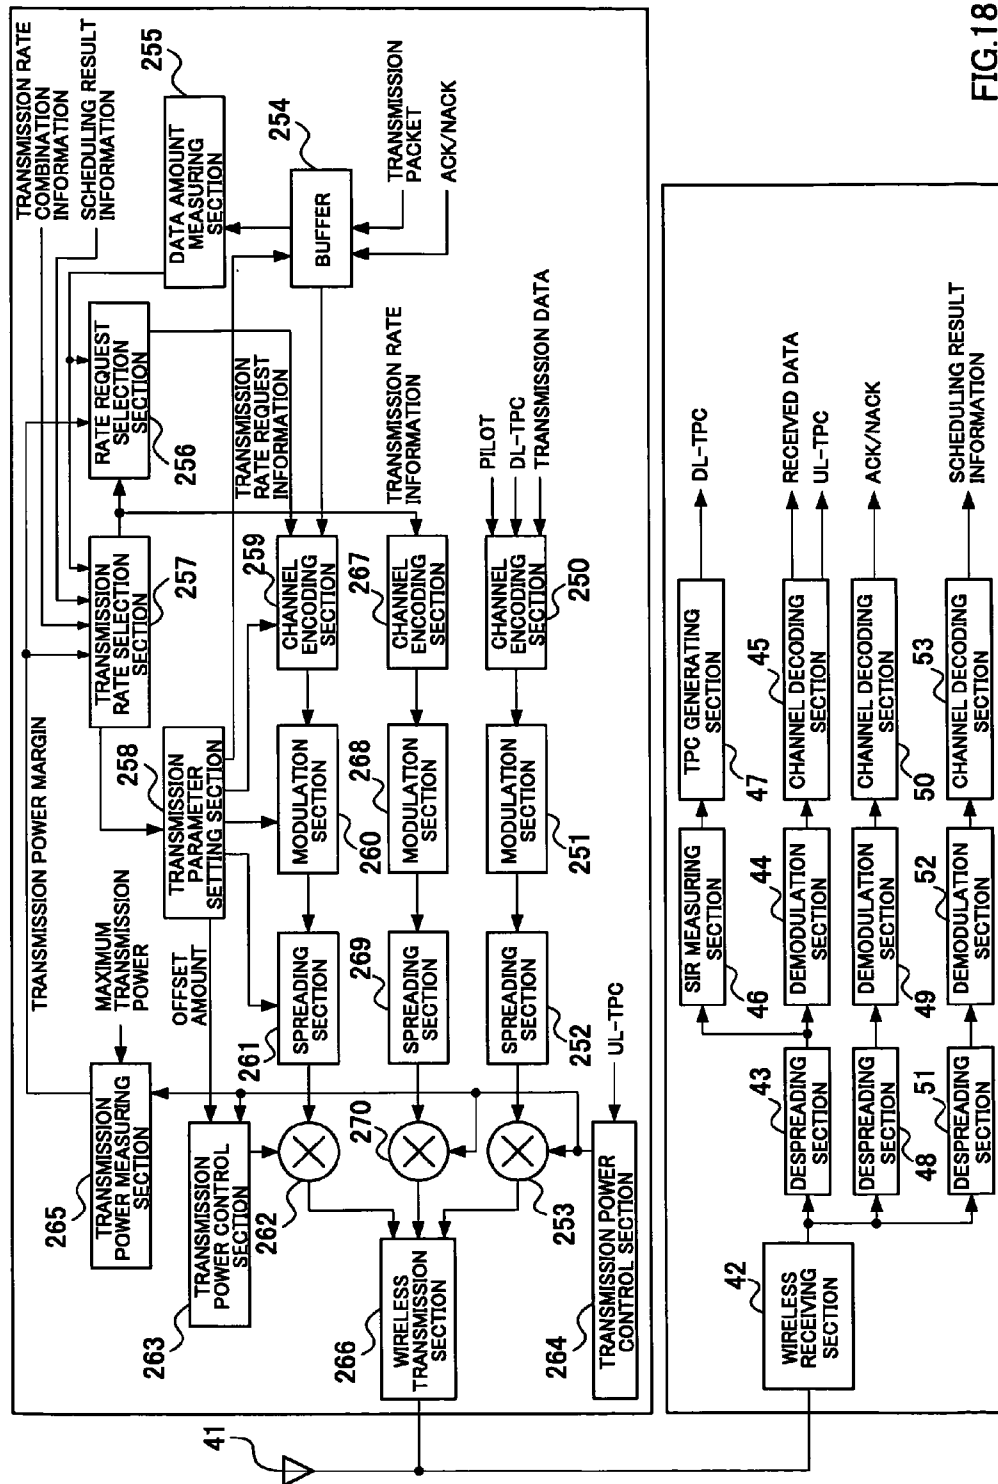 FIG.18
41
TRANSMISSION POWER MARGIN
TRANSMISSION RATE
COMBINATION
INFORMATION
SCHEDULING RESULT
INFORMATION
265
TRANSMISSION
POWER MEASURING
SECTION
MAXIMUM
TRANSMISSION
POWER
258
TRANSMISSION
PARAMETER
SETTING SECTION
TRANSMISSION
RATE SELECTION
SECTION
257
RATE REQUEST
SELECTION
SECTION
256
DATA AMOUNT
MEASURING
SECTION
255
263
TRANSMISSION
POWER CONTROL
SECTION
OFFSET
AMOUNT
TRANSMISSION
RATE REQUEST
INFORMATION
BUFFER
254
TRANSMISSION
PACKET
ACK/NACK
262
261
SPREADING
SECTION
MODULATION
SECTION
260
259
CHANNEL
ENCODING
SECTION
266
WIRELESS
TRANSMISSION
SECTION
270
SPREADING
SECTION
269
MODULATION
SECTION
268
CHANNEL
ENCODING
SECTION
267
TRANSMISSION RATE
INFORMATION
253
SPREADING
SECTION
252
MODULATION
SECTION
251
CHANNEL
ENCODING
SECTION
250
PILOT
DL-TPC
TRANSMISSION DATA
264
TRANSMISSION POWER
CONTROL SECTION
UL-TPC
42
WIRELESS
RECEIVING
SECTION
SIR MEASURING
SECTION
46
TPC GENERATING
SECTION
47
DL-TPC
43
DESPREADING
SECTION
44
DEMODULATION
SECTION
45
CHANNEL DECODING
SECTION
RECEIVED DATA
UL-TPC
DESPREADING
SECTION
48
DEMODULATION
SECTION
49
CHANNEL DECODING
SECTION
50
ACK/NACK
51
DESPREADING
SECTION
52
DEMODULATION
SECTION
53
CHANNEL DECODING
SECTION
SCHEDULING RESULT
INFORMATION